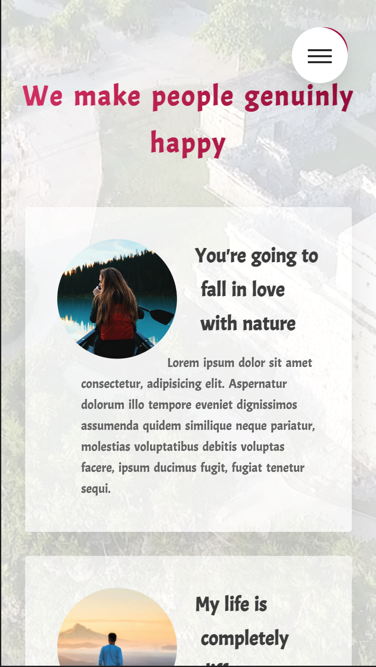 We make people genuinly
happy
You're going to
fall in love
with nature
Lorem ipsum dolor sit amet
consectetur, adipisicing elit. Aspernatur
dolorum illo tempore eveniet dignissimos
assumenda quidem similique neque pariatur,
molestias voluptatibus debitis voluptas
facere, ipsum ducimus fugit, fugiat tenetur
sequi.
My life is
completely